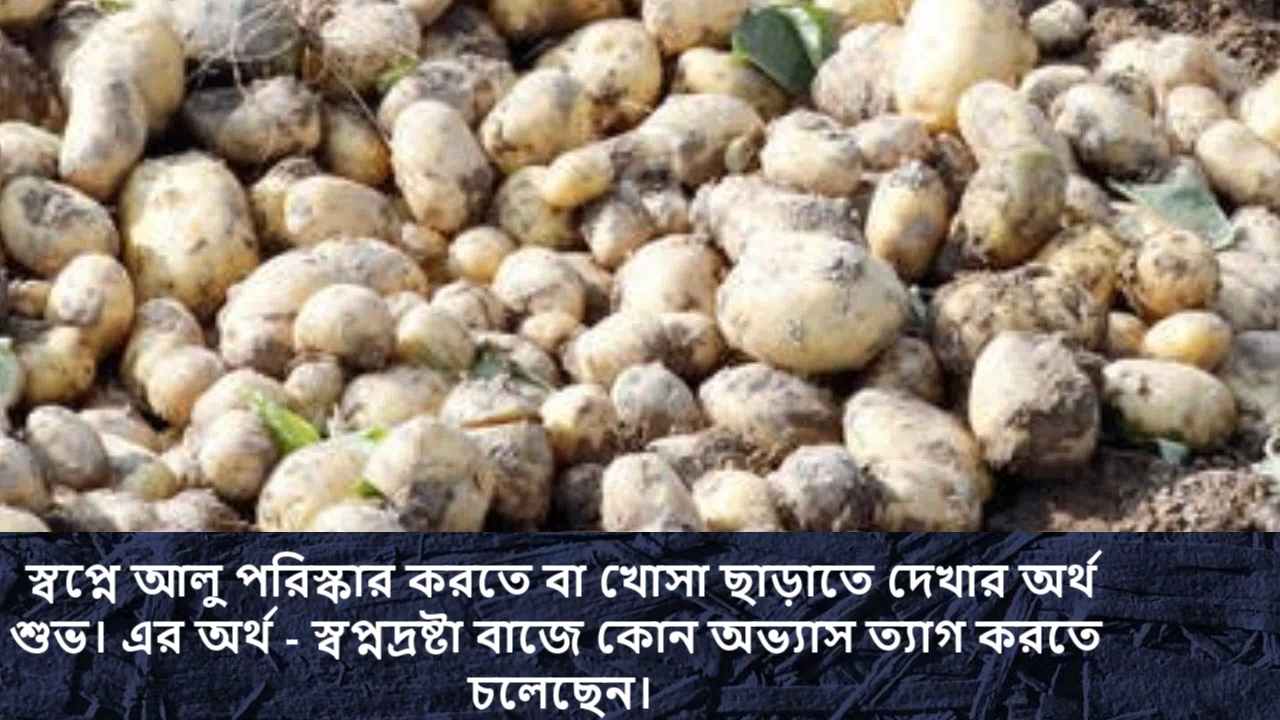 স্বপ্নে আলু পরিস্কার করতে বা খোসা ছাড়াতে দেখার অর্থ
শুভ। এর অর্থ - স্বপ্নদ্রষ্টা বাজে কোন অভ্যাস ত্যাগ করতে
চলেছেন।